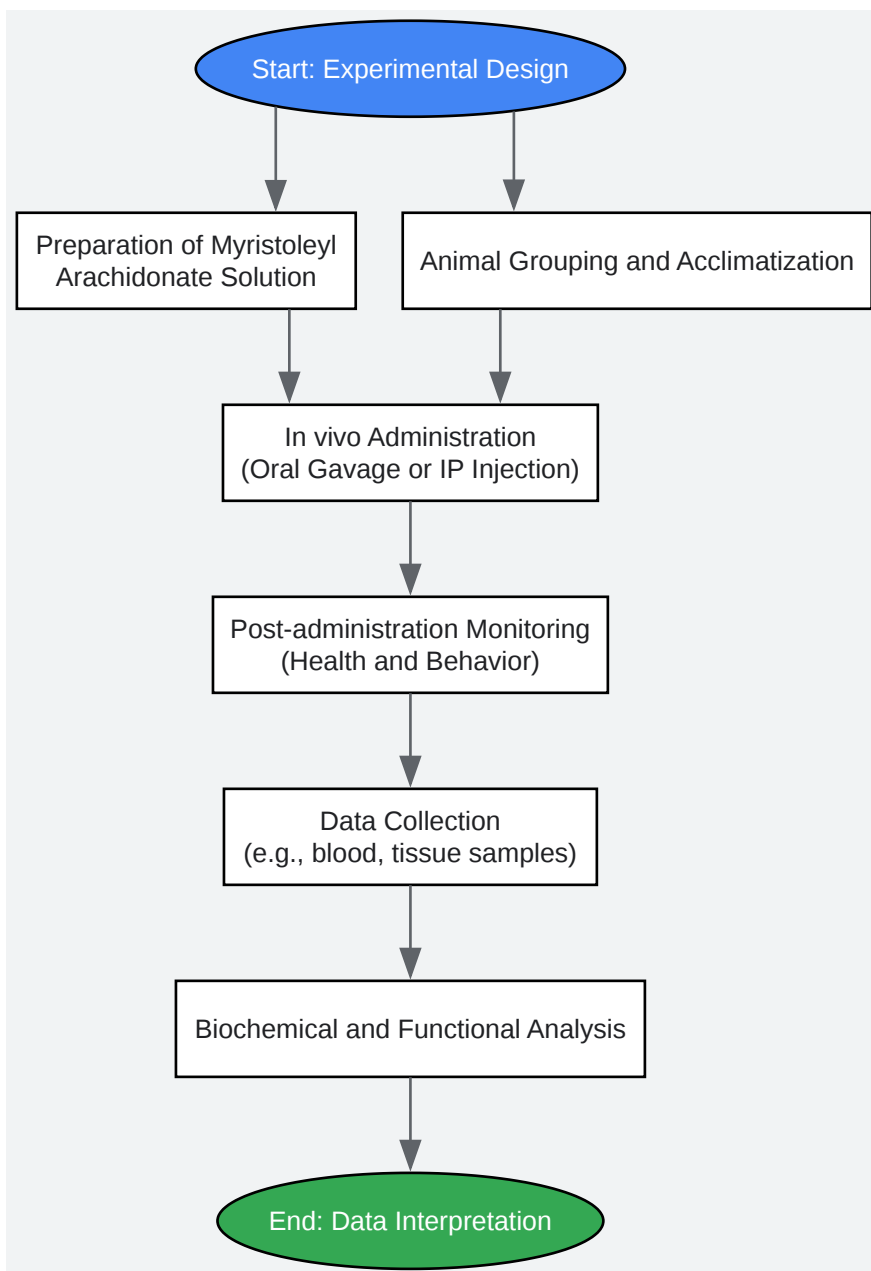 Start: Experimental Design
Preparation of Myristoleyl
Arachidonate Solution
Animal Grouping and Acclimatization
In vivo Administration
(Oral Gavage or IP Injection)
Post-administration Monitoring
(Health and Behavior)
Data Collection
(e.g., blood, tissue samples)
Biochemical and Functional Analysis
End: Data Interpretation